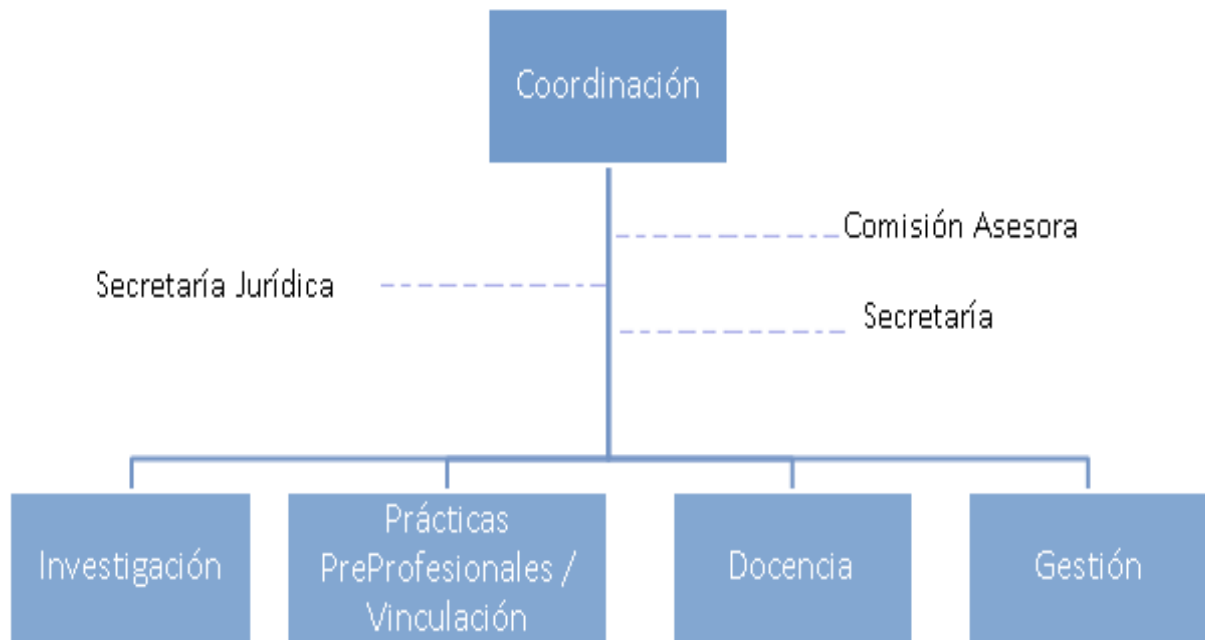 Coordinación
Comisión Asesora
Secretaría Jurídica
Secretaría
Investigación
Prácticas
PreProfesionales /
Vinculación
Docencia
Gestión